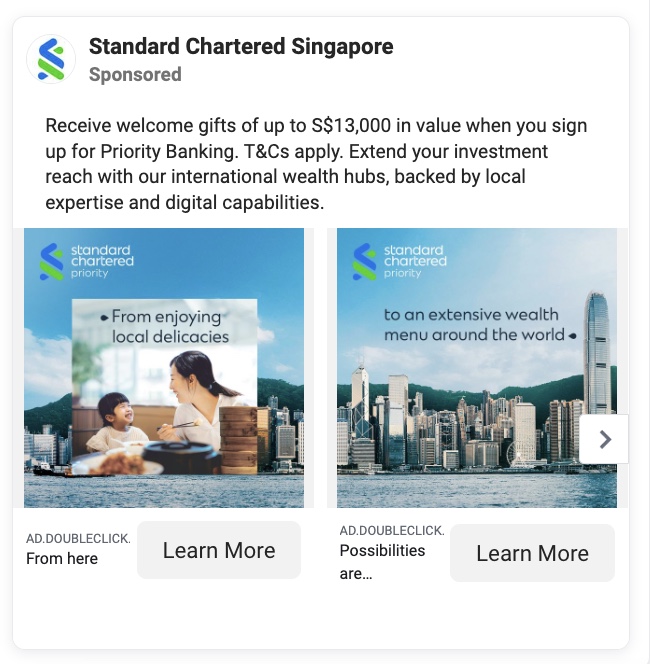 Standard Chartered Singapore
Sponsored
Receive welcome gifts of up to S$13,000 in value when you sign
up for Priority Banking. T&Cs apply. Extend your investment
reach with our international wealth hubs, backed by local
expertise and digital capabilities.
standard
chartered
priority
From enjoying
local delicacies
AD.DOUBLECLICK.
From here
Learn More
standard
chartered
priority
to an extensive wealth
menu around the world
AD.DOUBLECLICK.
Possibilities
are...
Learn More